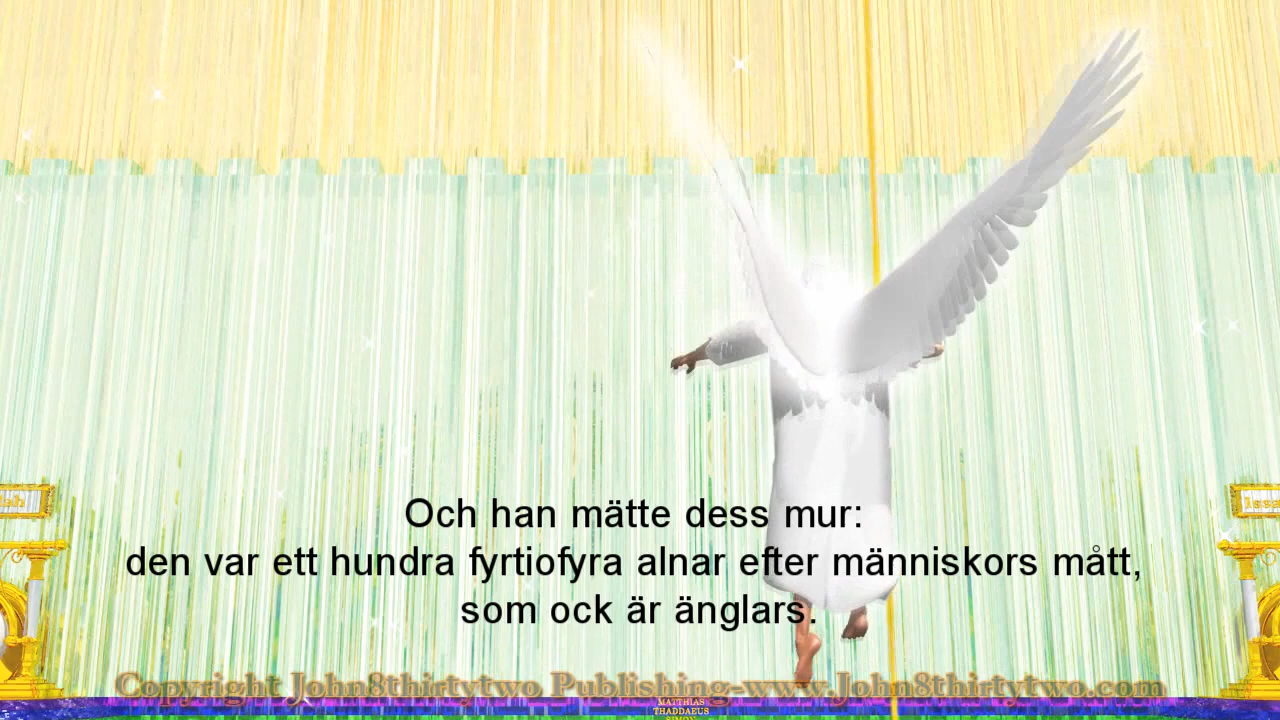 Och han mätte dess mur:
den var ett hundra fyrtiofyra alnar efter människors mått,
som ock är änglars.
Copyright John8thirtytwo Publishing-www.John8thirtytwo.com
MATTHIAS
THADDAEUS
SIMON